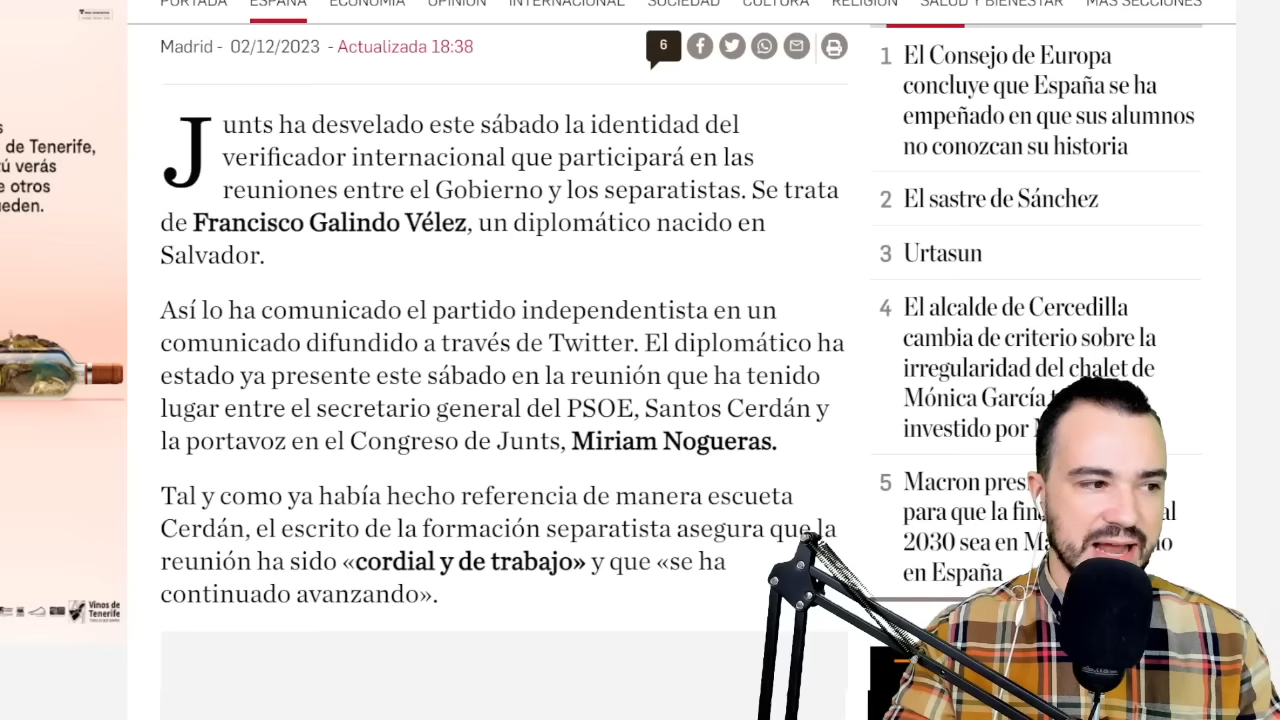 PORTADA ESPAÑA ECONOMÍA OPINIÓN INTERNACIONAL SOCIEDAD CULTURA RELIGIÓN SALUD Y BIENESTAR MÁS SECCIONES
Madrid - 02/12/2023 - Actualizada 18:38
6
Junts ha desvelado este sábado la identidad del
verificador internacional que participará en las
reuniones entre el Gobierno y los separatistas. Se trata
de Francisco Galindo Vélez, un diplomático nacido en
Salvador.
Así lo ha comunicado el partido independentista en un
comunicado difundido a través de Twitter. El diplomático ha
estado ya presente este sábado en la reunión que ha tenido
lugar entre el secretario general del PSOE, Santos Cerdán y
la portavoz en el Congreso de Junts, Miriam Nogueras.
Tal y como ya había hecho referencia de manera escueta
Cerdán, el escrito de la formación separatista asegura que la
reunión ha sido «cordial y de trabajo» y que «se ha
continuado avanzando».
1 El Consejo de Europa
concluye que España se ha
empeñado en que sus alumnos
no conozcan su historia
2 El sastre de Sánchez
3 Urtasun
4 El alcalde de Cercedilla
cambia de criterio sobre la
irregularidad del chalet de
Mónica García
investido por
5 Macron
para que la
2030 sea en
en España
de Tenerife,
verás
otros
Vinos de
Tenerife